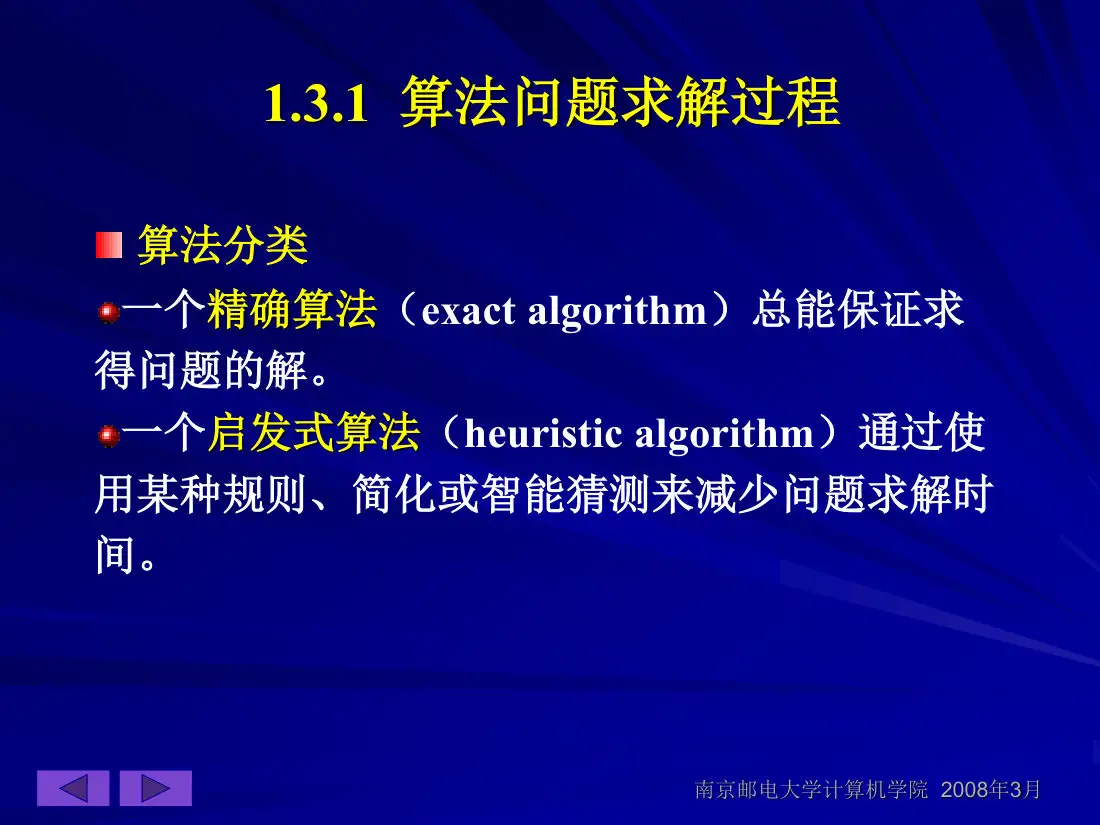 1.3.1 算法问题求解过程
算法分类
一个精确算法（exact algorithm）总能保证求
得问题的解。
一个启发式算法（heuristic algorithm）通过使
用某种规则、简化或智能猜测来减少问题求解时
间。
南京邮电大学计算机学院 2008年3月